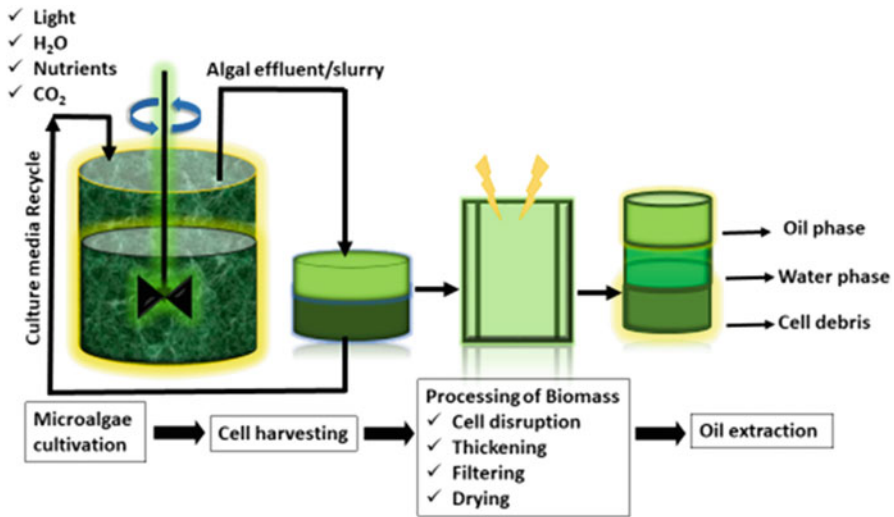 ✓ Light
✓ H₂O
✓ Nutrients
✓ CO₂
Algal effluent/slurry
Culture media Recycle
Oil phase
Water phase
Cell debris
Microalgae
cultivation
Cell harvesting
Processing of Biomass
✓ Cell disruption
✓ Thickening
✓ Filtering
✓ Drying
Oil extraction